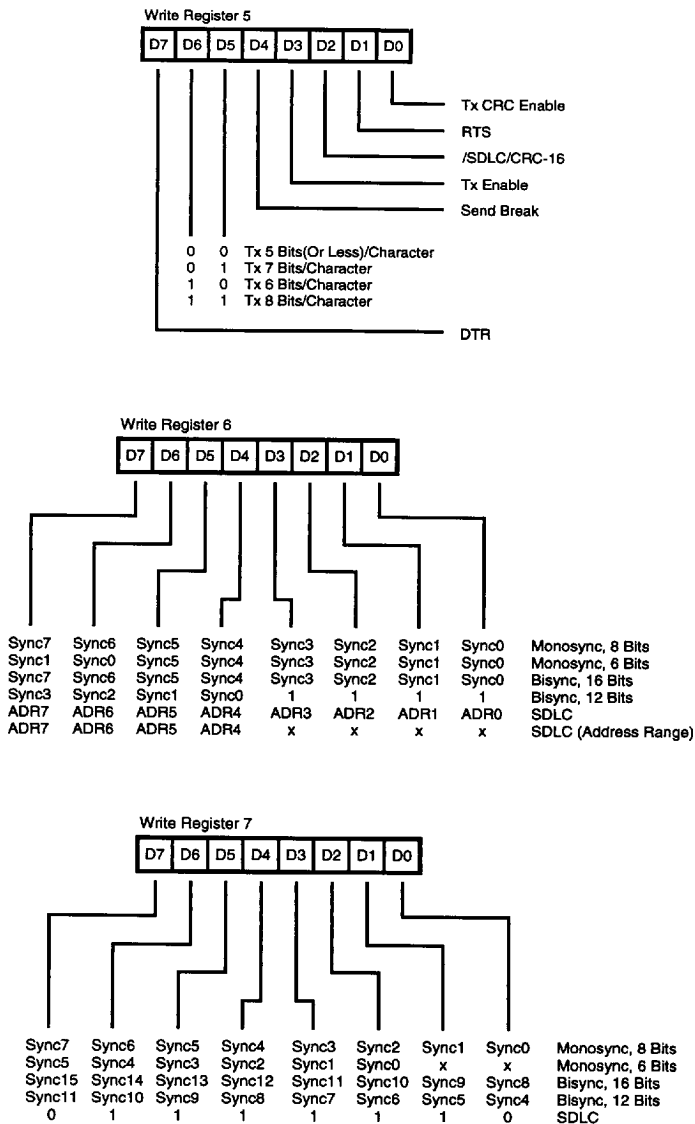 Write Register 5
D7 D6 D5 D4 D3 D2 D1 D0
Tx CRC Enable
RTS
/SDLC/CRC-16
Tx Enable
Send Break
0 0 Tx 5 Bits(Or Less)/Character
0 1 Tx 7 Bits/Character
1 0 Tx 6 Bits/Character
1 1 Tx 8 Bits/Character
DTR
Write Register 6
D7 D6 D5 D4 D3 D2 D1 D0
Sync7 Sync6 Sync5 Sync4 Sync3 Sync2 Sync1 Sync0 Monosync, 8 Bits
Sync1 Sync0 Sync5 Sync4 Sync3 Sync2 Sync1 Sync0 Monosync, 6 Bits
Sync7 Sync6 Sync5 Sync4 Sync3 Sync2 Sync1 Sync0 Bisync, 16 Bits
Sync3 Sync2 Sync1 Sync0 1 1 1 1 Bisync, 12 Bits
ADR7 ADR6 ADR5 ADR4 ADR3 ADR2 ADR1 ADR0 SDLC
ADR7 ADR6 ADR5 ADR4 x x x x SDLC (Address Range)
Write Register 7
D7 D6 D5 D4 D3 D2 D1 D0
Sync7 Sync6 Sync5 Sync4 Sync3 Sync2 Sync1 Sync0 Monosync, 8 Bits
Sync5 Sync4 Sync3 Sync2 Sync1 Sync0 x x Monosync, 6 Bits
Sync15 Sync14 Sync13 Sync12 Sync11 Sync10 Sync9 Sync8 Bisync, 16 Bits
Sync11 Sync10 Sync9 Sync8 Sync7 Sync6 Sync5 Sync4 Bisync, 12 Bits
0 1 1 1 1 1 1 0 SDLC